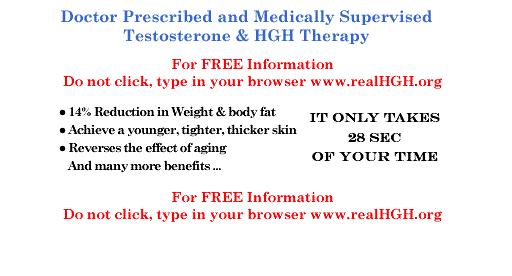 Doctor Prescribed and Medically Supervised
Testosterone & HGH Therapy
For FREE Information
Do not click, type in your browser www.realHGH.org
● 14% Reduction in Weight & body fat
● Achieve a younger, tighter, thicker skin
● Reverses the effect of aging
And many more benefits ...
IT ONLY TAKES
28 SEC
OF YOUR TIME
For FREE Information
Do not click, type in your browser www.realHGH.org